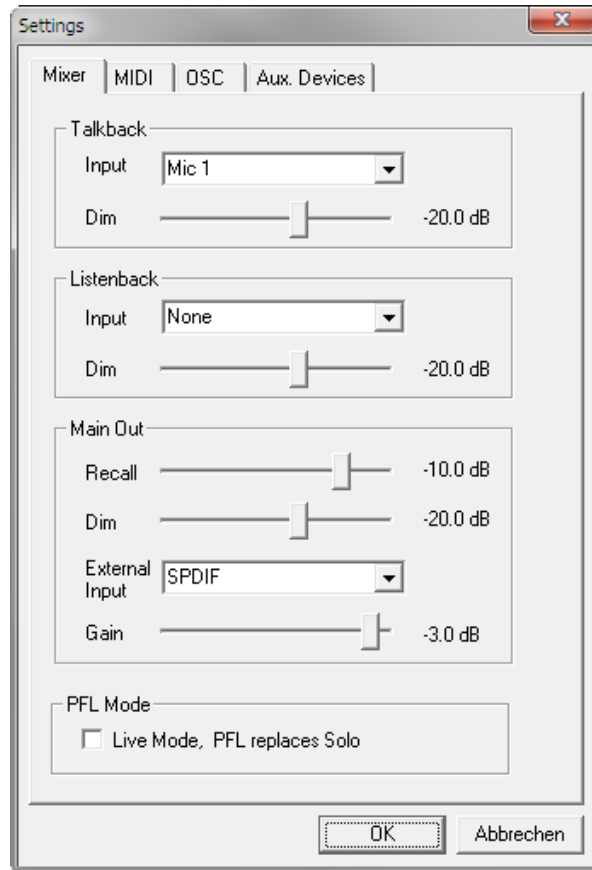 Settings
Mixer MIDI OSC Aux. Devices
Talkback
Input Mic 1
Dim -20.0 dB
Listenback
Input None
Dim -20.0 dB
Main Out
Recall -10.0 dB
Dim -20.0 dB
External
Input SPDIF
Gain -3.0 dB
PFL Mode
Live Mode, PFL replaces Solo
OK Abbrechen